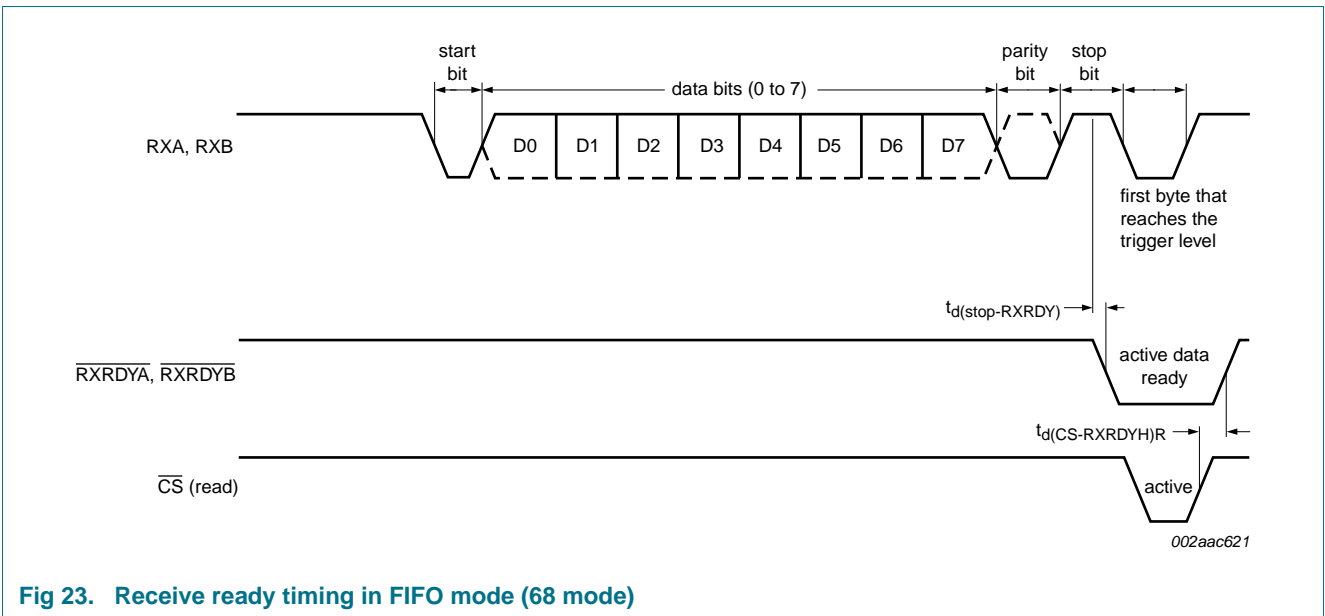 start
bit
data bits (0 to 7)
parity
bit
stop
bit
RXA, RXB
D0 D1 D2 D3 D4 D5 D6 D7
first byte that
reaches the
trigger level
td(stop-RXRDY)
RXRDYA, RXRDYB
active data
ready
td(CS-RXRDYH)R
CS (read)
active
002aac621
Fig 23. Receive ready timing in FIFO mode (68 mode)